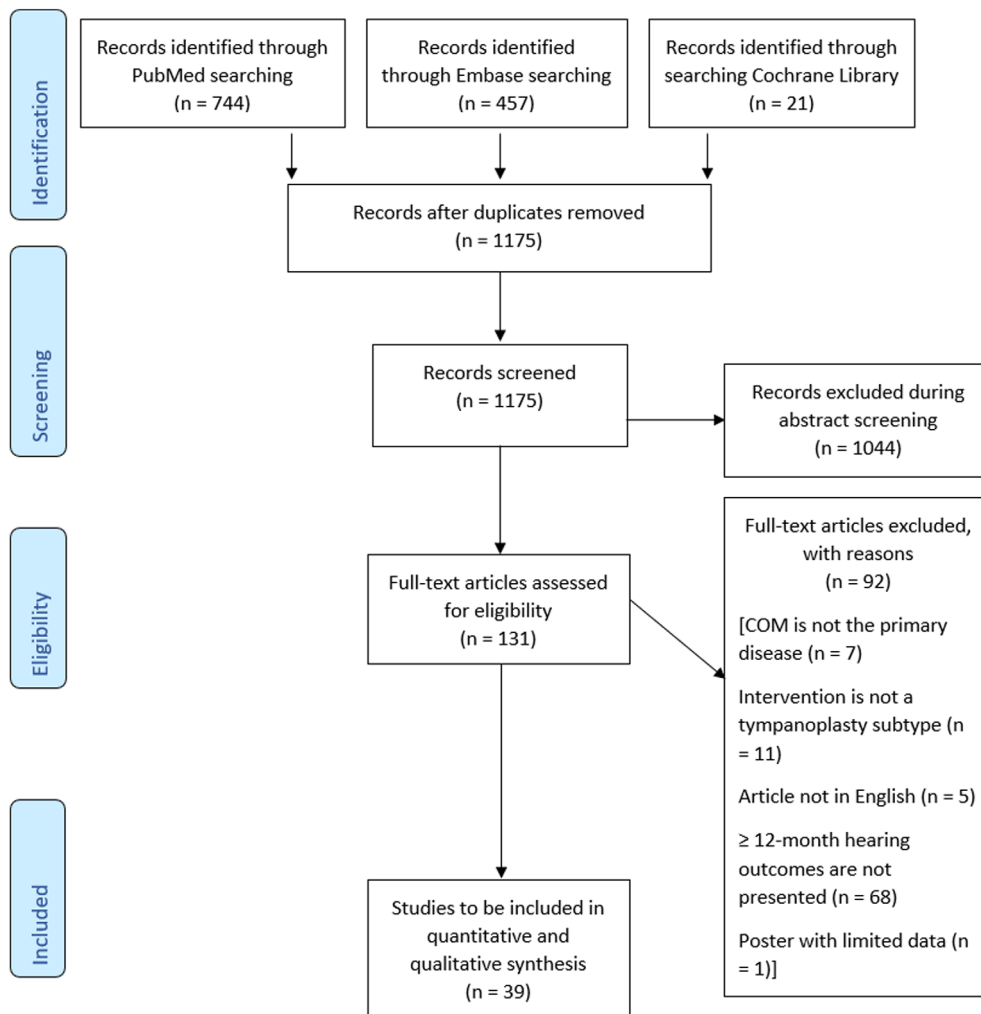 Identification
Records identified through
PubMed searching
(n = 744)
Records identified
through Embase searching
(n = 457)
Records identified through
searching Cochrane Library
(n = 21)
Records after duplicates removed
(n = 1175)
Screening
Records screened
(n = 1175)
Records excluded during
abstract screening
(n = 1044)
Eligibility
Full-text articles assessed
for eligibility
(n = 131)
Full-text articles excluded,
with reasons
(n = 92)
[COM is not the primary
disease (n = 7)
Intervention is not a
tympanoplasty subtype (n
= 11)
Article not in English (n = 5)
≥ 12-month hearing
outcomes are not
presented (n = 68)
Poster with limited data (n
= 1)]
Included
Studies to be included in
quantitative and
qualitative synthesis
(n = 39)